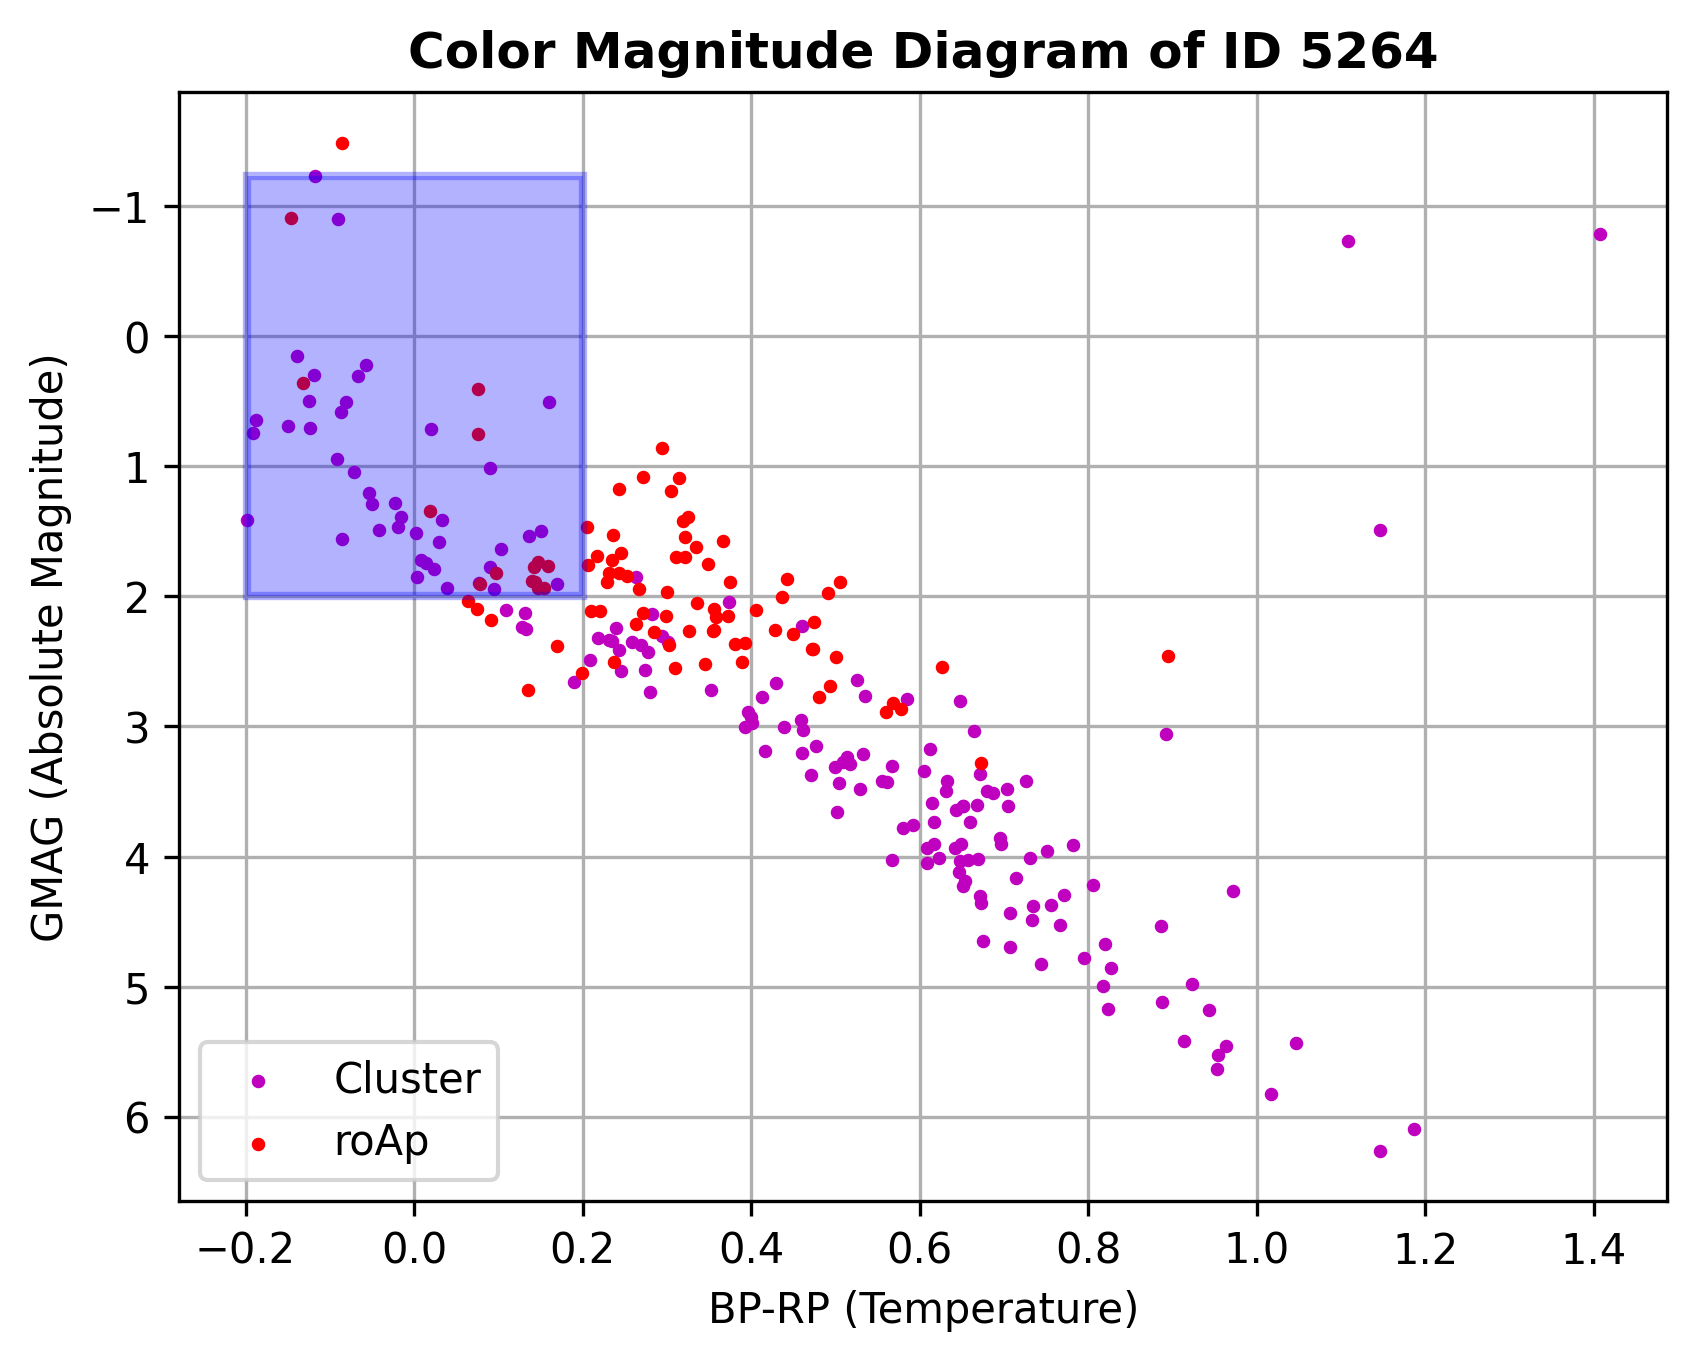 Color Magnitude Diagram of ID 5264
GMAG (Absolute Magnitude)
−1
0
1
2
3
4
5
6
Cluster
roAp
−0.2 0.0 0.2 0.4 0.6 0.8 1.0 1.2 1.4
BP-RP (Temperature)